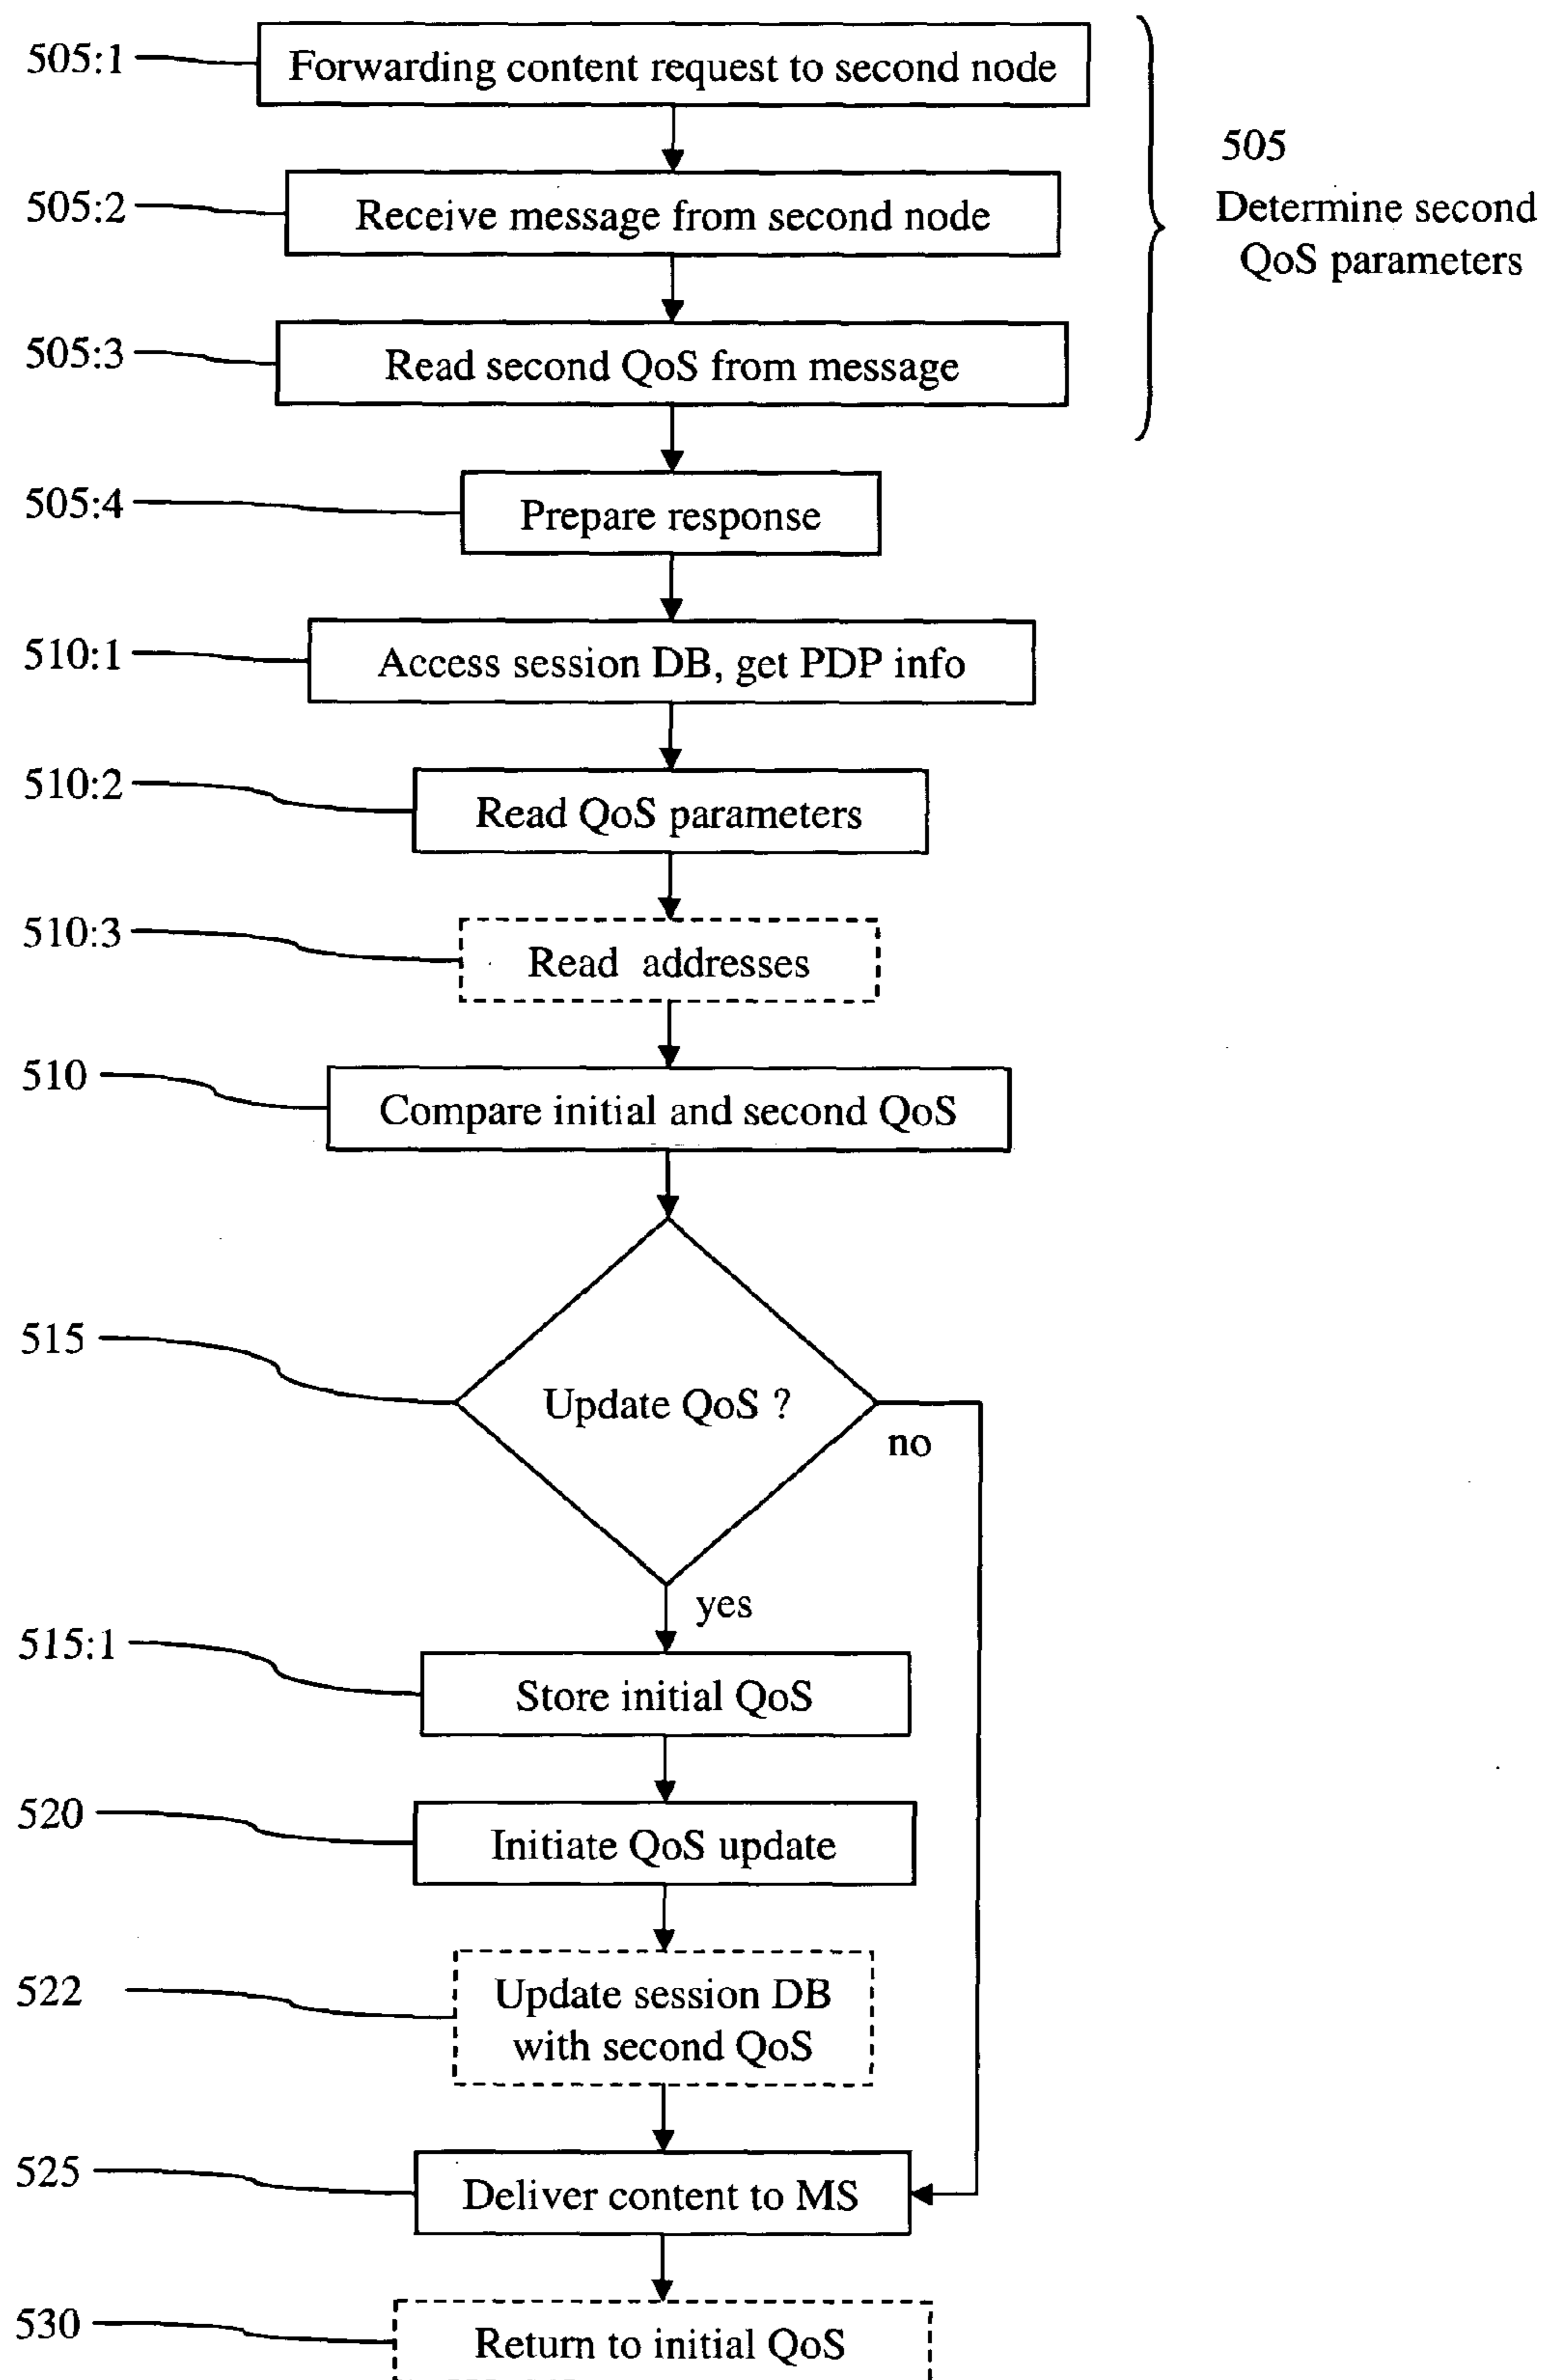 505:1
Forwarding content request to second node
505
Determine second
QoS parameters
505:2
Receive message from second node
505:3
Read second QoS from message
505:4
Prepare response
510:1
Access session DB, get PDP info
510:2
Read QoS parameters
510:3
Read addresses
510
Compare initial and second QoS
515
Update QoS ?
no
yes
515:1
Store initial QoS
520
Initiate QoS update
522
Update session DB
with second QoS
525
Deliver content to MS
530
Return to initial QoS